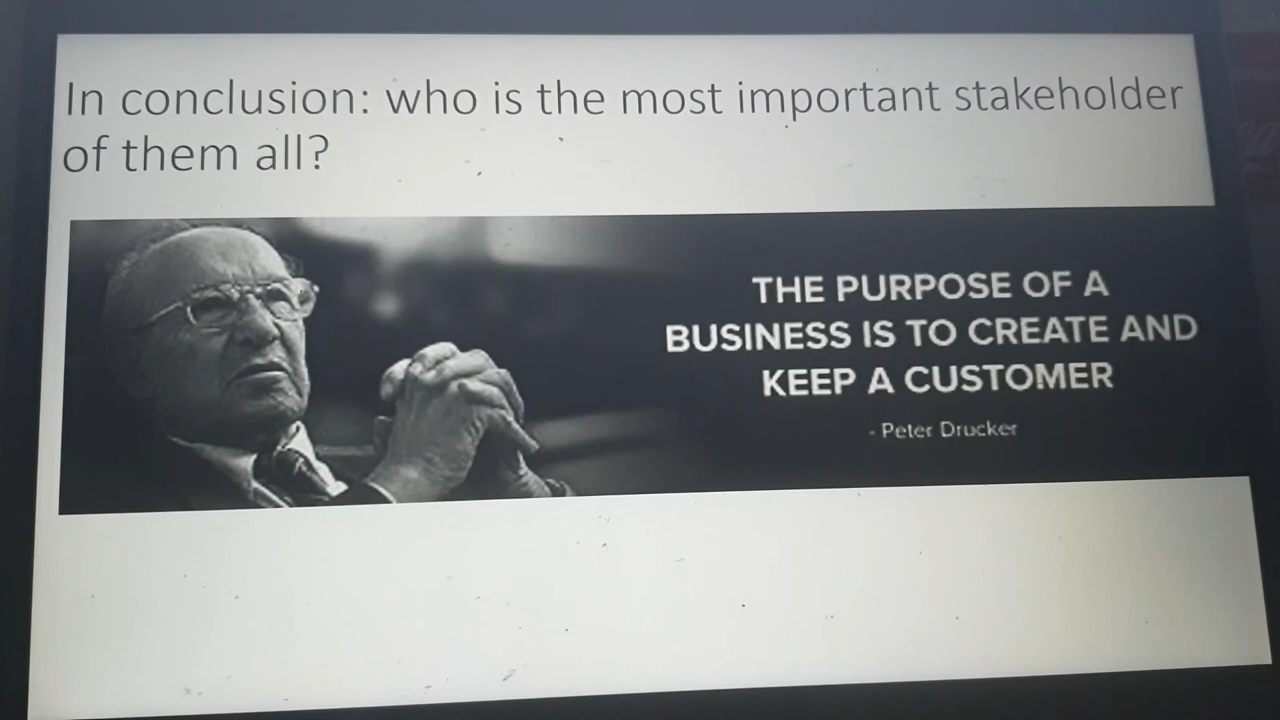 In conclusion: who is the most important stakeholder
of them all?
THE PURPOSE OF A
BUSINESS IS TO CREATE AND
KEEP A CUSTOMER
- Peter Drucker